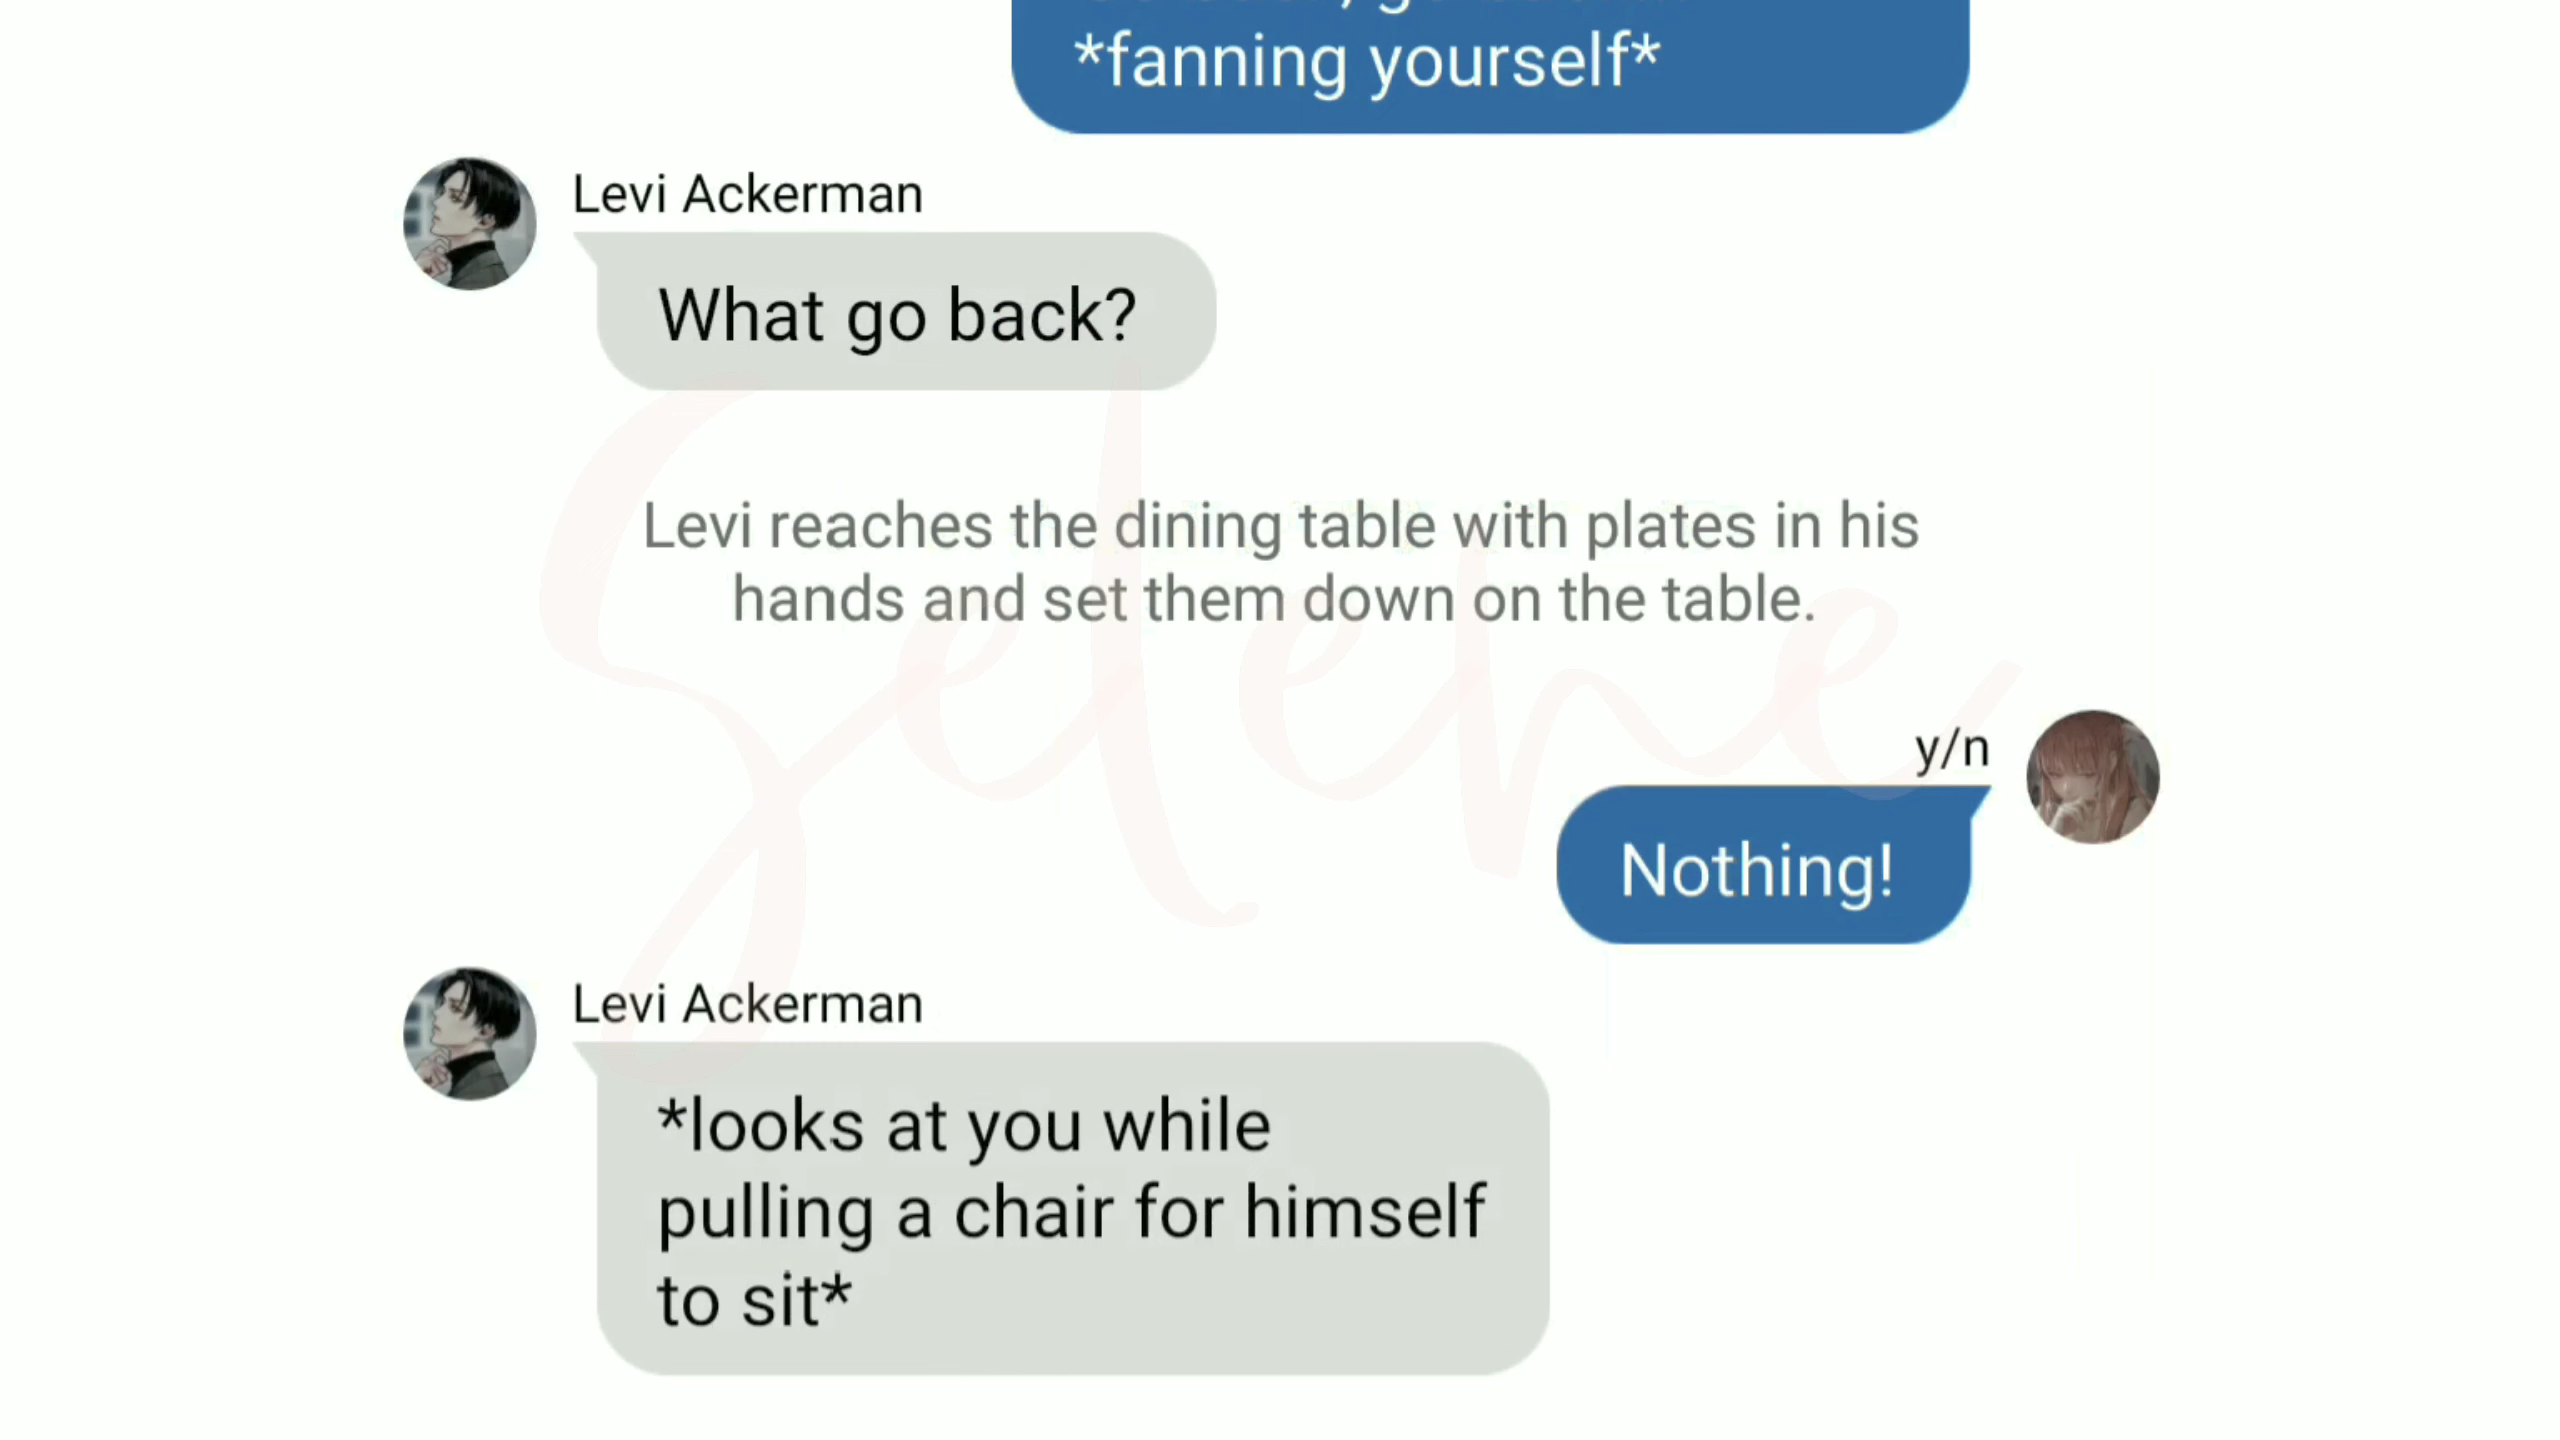 *fanning yourself*
Levi Ackerman
What go back?
Levi reaches the dining table with plates in his
hands and set them down on the table.
y/n
Nothing!
Levi Ackerman
*looks at you while
pulling a chair for himself
to sit*
Selene